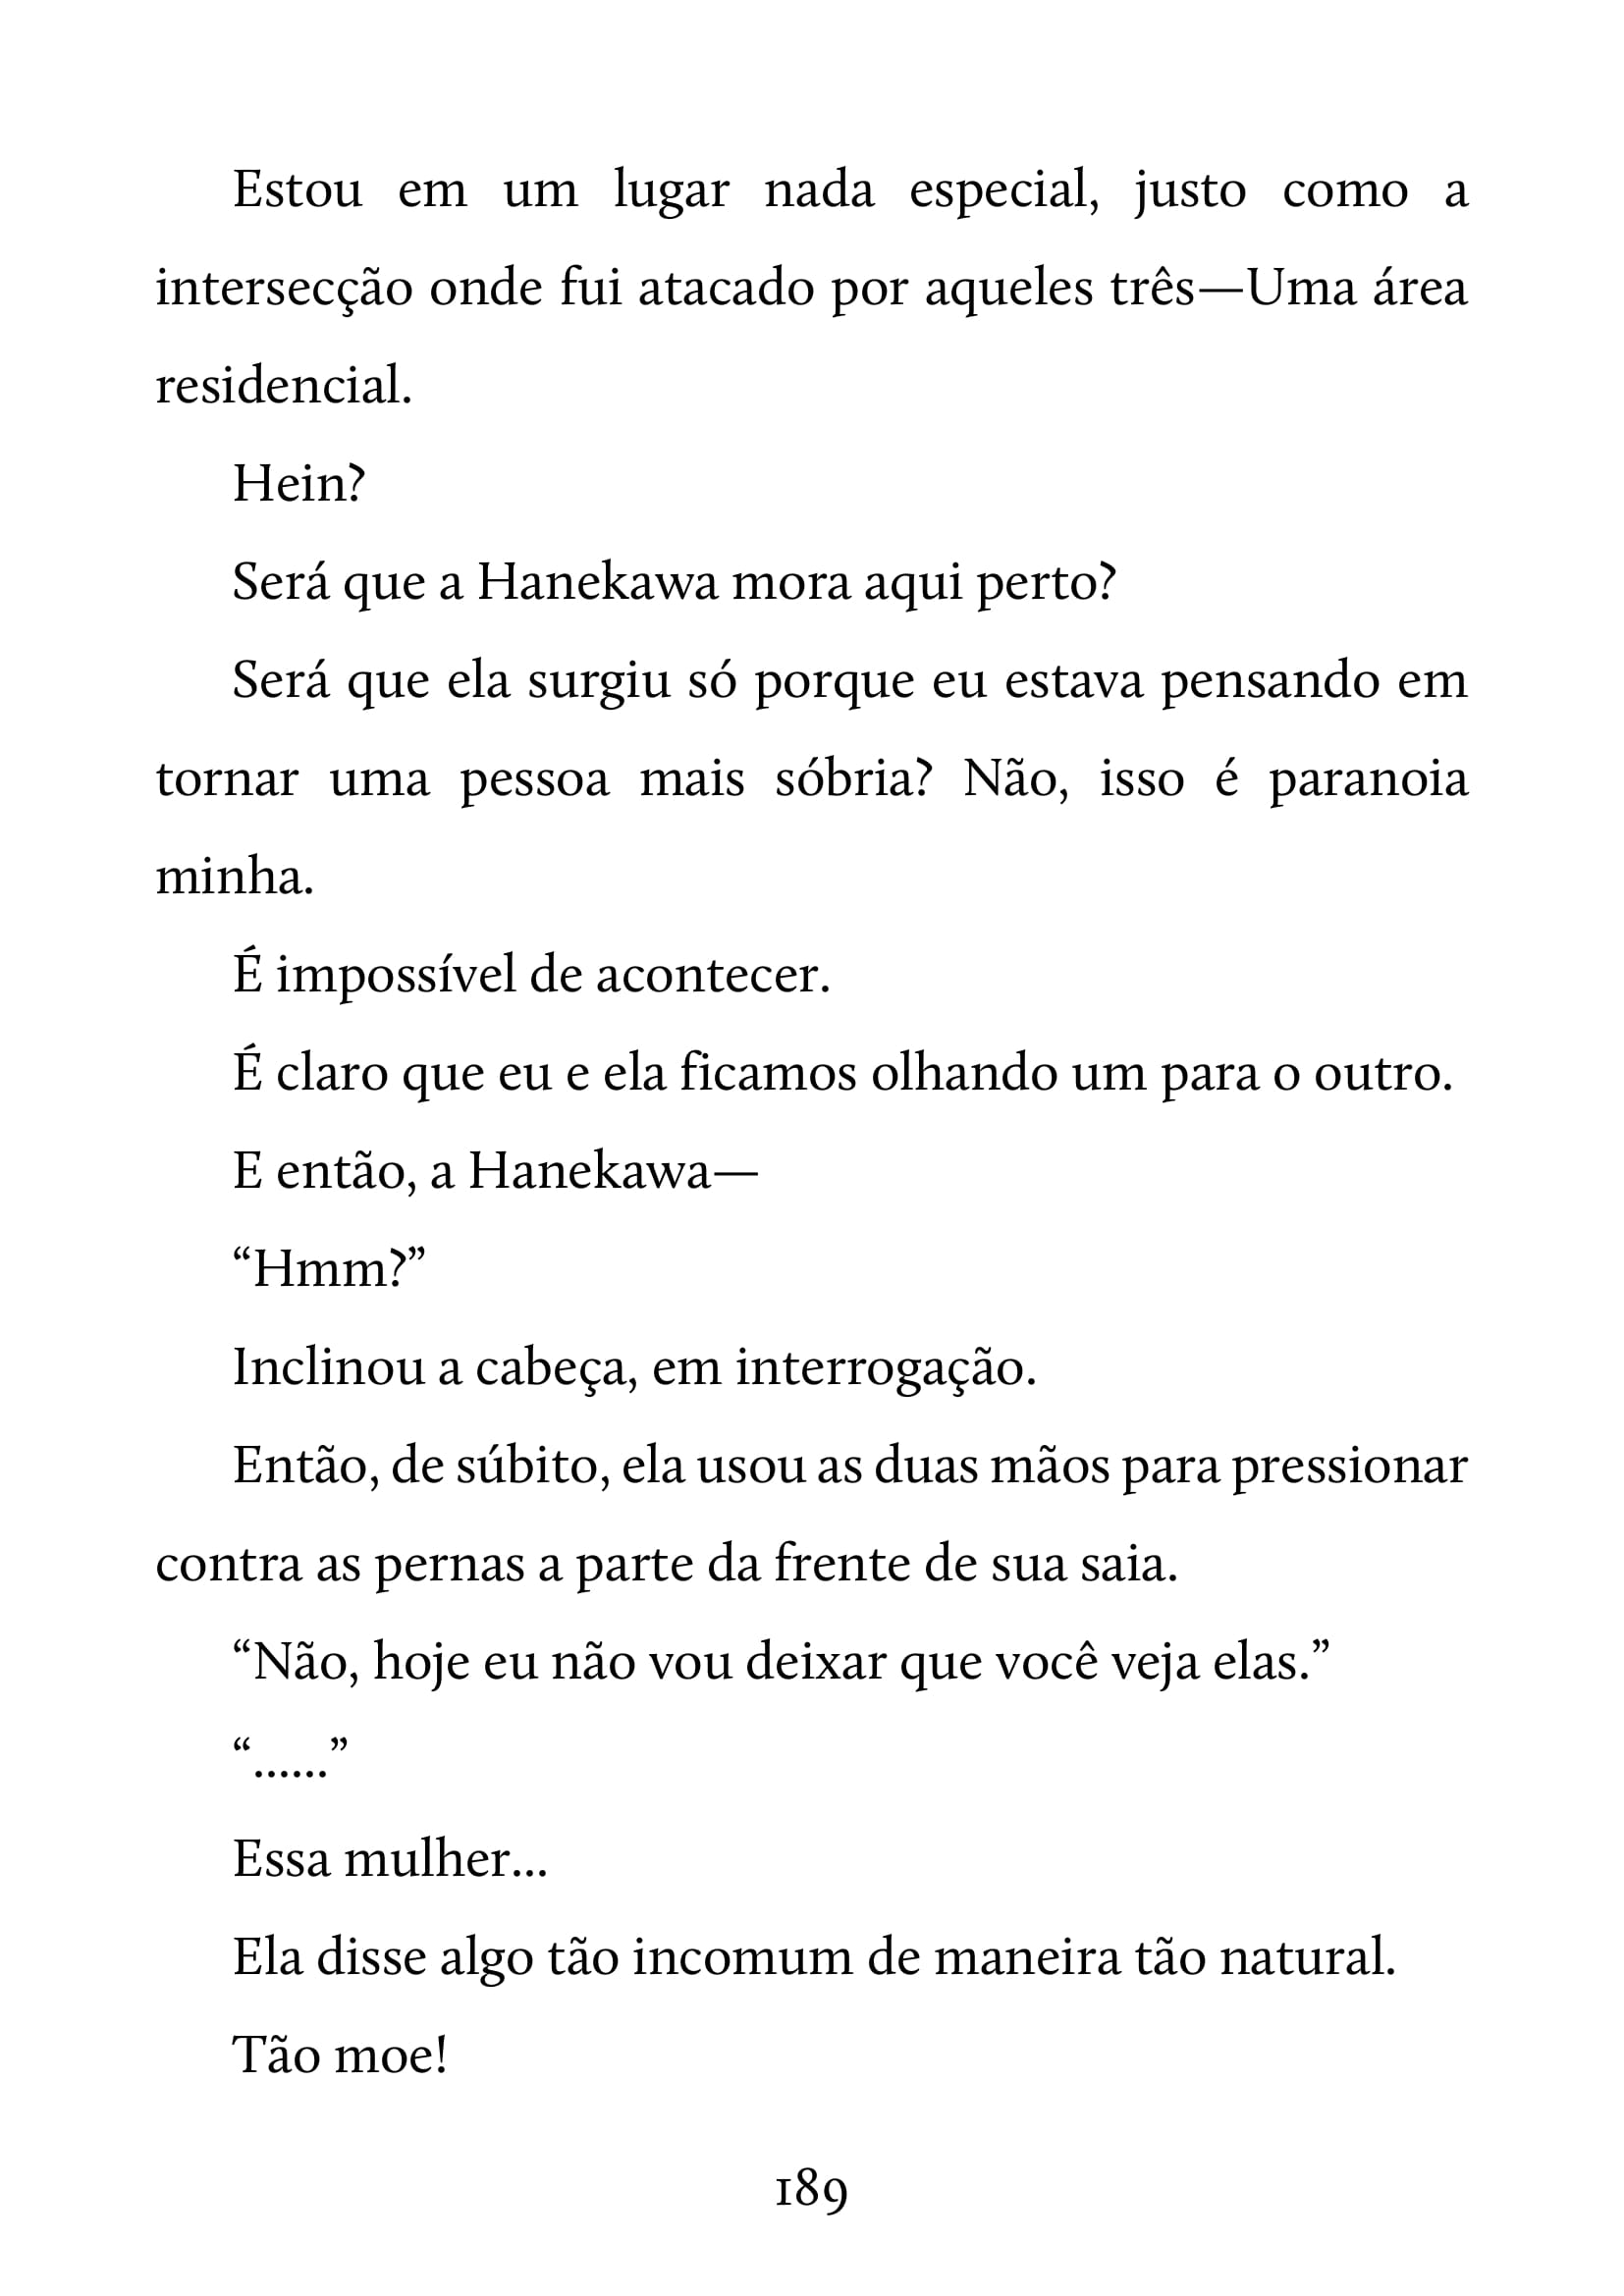 Estou em um lugar nada especial, justo como a
intersecção onde fui atacado por aqueles três—Uma área
residencial.
Hein?
Será que a Hanekawa mora aqui perto?
Será que ela surgiu só porque eu estava pensando em
tornar uma pessoa mais sóbria? Não, isso é paranoia
minha.
É impossível de acontecer.
É claro que eu e ela ficamos olhando um para o outro.
E então, a Hanekawa—
“Hmm?”
Inclinou a cabeça, em interrogação.
Então, de súbito, ela usou as duas mãos para pressionar
contra as pernas a parte da frente de sua saia.
“Não, hoje eu não vou deixar que você veja elas.”
“......”
Essa mulher...
Ela disse algo tão incomum de maneira tão natural.
Tão moe!
189